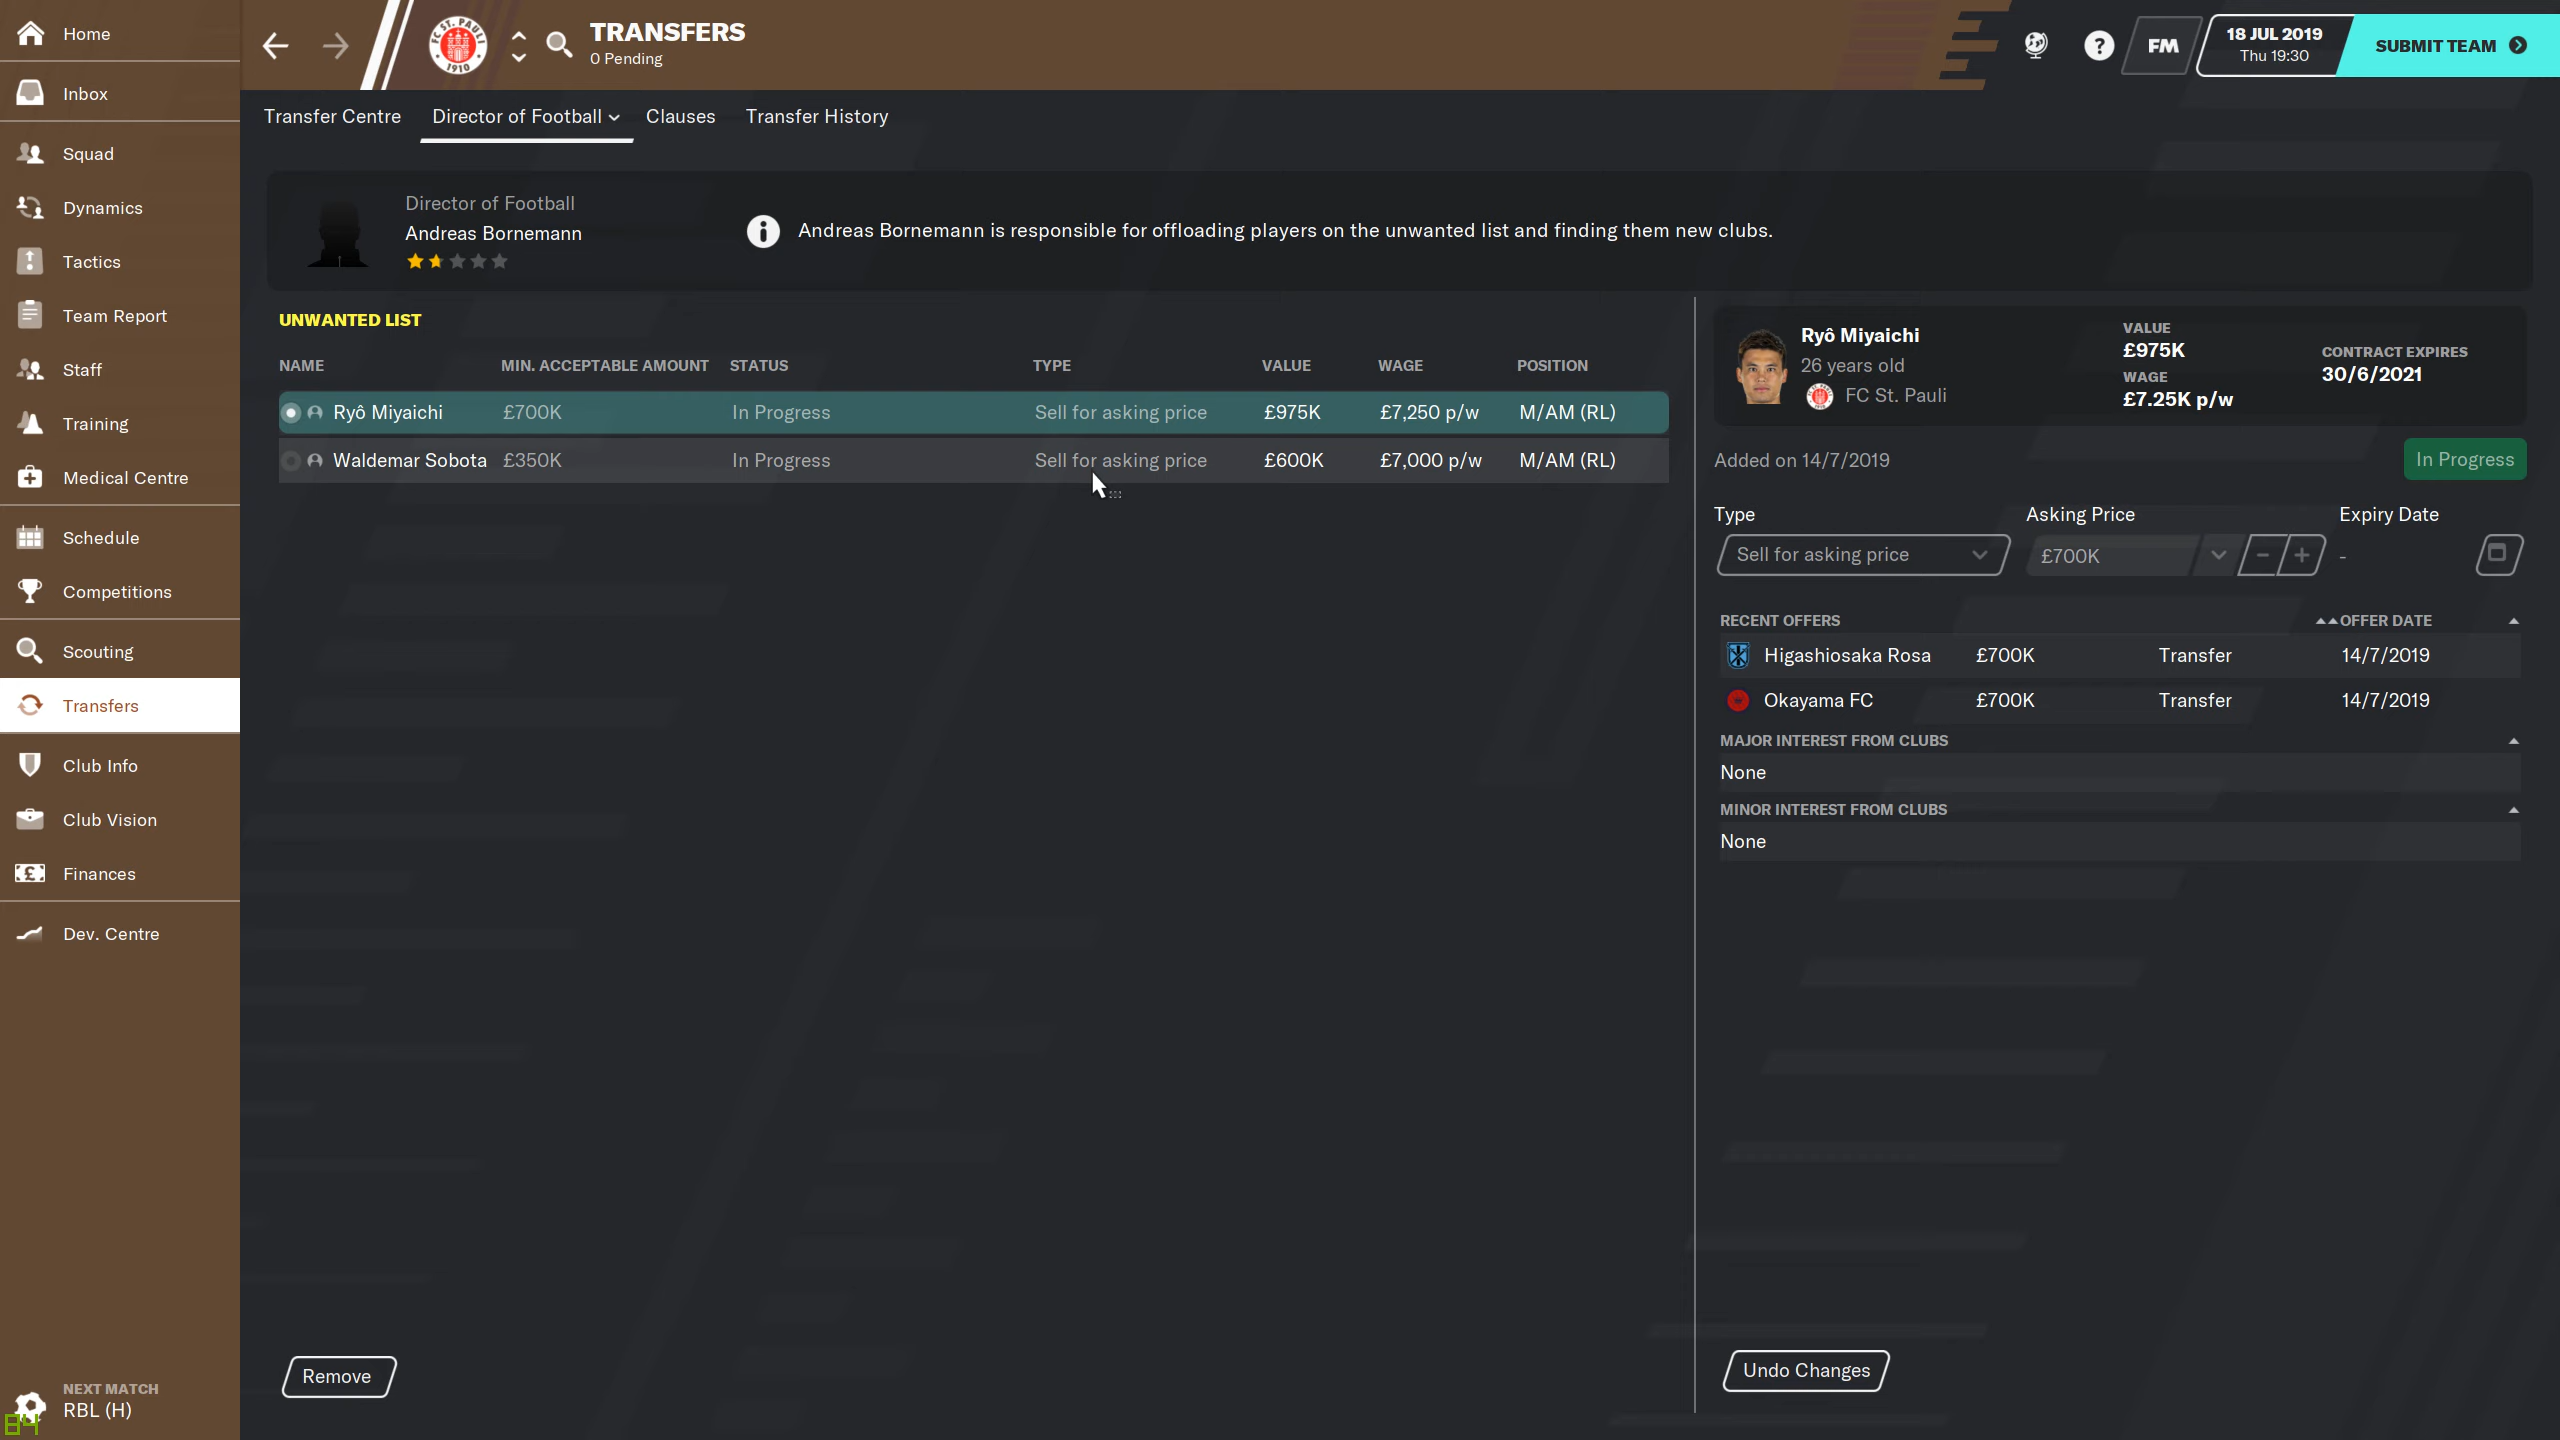 Home
Inbox
Squad
Dynamics
Tactics
Team Report
Staff
Training
Medical Centre
Schedule
Competitions
Scouting
Transfers
Club Info
Club Vision
Finances
Dev. Centre
NEXT MATCH
RBL (H)
84
FC ST. PAULI
1910
TRANSFERS
0 Pending
?
FM
18 JUL 2019
Thu 19:30
SUBMIT TEAM
Transfer Centre
Director of Football
Clauses
Transfer History
Director of Football
Andreas Bornemann
Andreas Bornemann is responsible for offloading players on the unwanted list and finding them new clubs.
UNWANTED LIST
NAME MIN. ACCEPTABLE AMOUNT STATUS TYPE VALUE WAGE POSITION
Ryô Miyaichi £700K In Progress Sell for asking price £975K £7,250 p/w M/AM (RL)
Waldemar Sobota £350K In Progress Sell for asking price £600K £7,000 p/w M/AM (RL)
Remove
Ryô Miyaichi
26 years old
FC St. Pauli
VALUE
£975K
WAGE
£7.25K p/w
CONTRACT EXPIRES
30/6/2021
Added on 14/7/2019
In Progress
Type Asking Price Expiry Date
Sell for asking price £700K - + -
RECENT OFFERS OFFER DATE
Higashiosaka Rosa £700K Transfer 14/7/2019
Okayama FC £700K Transfer 14/7/2019
MAJOR INTEREST FROM CLUBS
None
MINOR INTEREST FROM CLUBS
None
Undo Changes